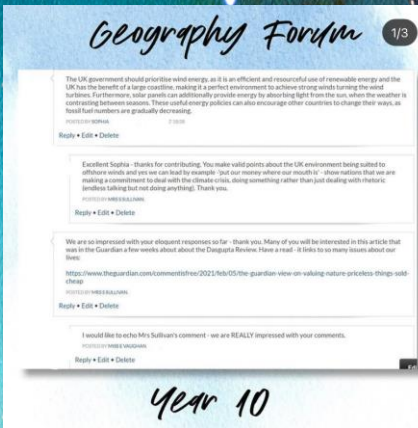 Geography Forum
1/3
The UK government should prioritise wind energy, as it is an efficient and resourceful use of renewable energy and the
UK has the benefit of a large coastline, making it a perfect environment to achieve strong winds turning the wind
turbines. Furthermore, solar panels can additionally provide energy by absorbing light from the sun, when the weather is
contrasting between seasons. These useful energy policies can also encourage other countries to change their ways, as
fossil fuel numbers are gradually decreasing.
POSTED BY SOPHIA
Reply • Edit • Delete
Excellent Sophia - thanks for contributing. You make valid points about the UK environment being suited to
offshore winds and yes we can lead by example - 'put our money where our mouth is' - show nations that we are
making a commitment to deal with the climate crisis, doing something rather than just dealing with rhetoric
(endless talking but not doing anything). Thank you.
POSTED BY MRS E SULLIVAN
Reply • Edit • Delete
We are so impressed with your eloquent responses so far - thank you. Many of you will be interested in this article that
was in the Guardian a few weeks about about the Dasgupta Review. Have a read - it links to so many issues about our
lives:
https://www.theguardian.com/commentisfree/2021/feb/05/the-guardian-view-on-valuing-nature-priceless-things-sold-
cheap
POSTED BY MRS E SULLIVAN
Reply • Edit • Delete
I would like to echo Mrs Sullivan's comment - we are REALLY impressed with your comments.
POSTED BY MISS E VAUGHAN
Reply • Edit • Delete
Year 10